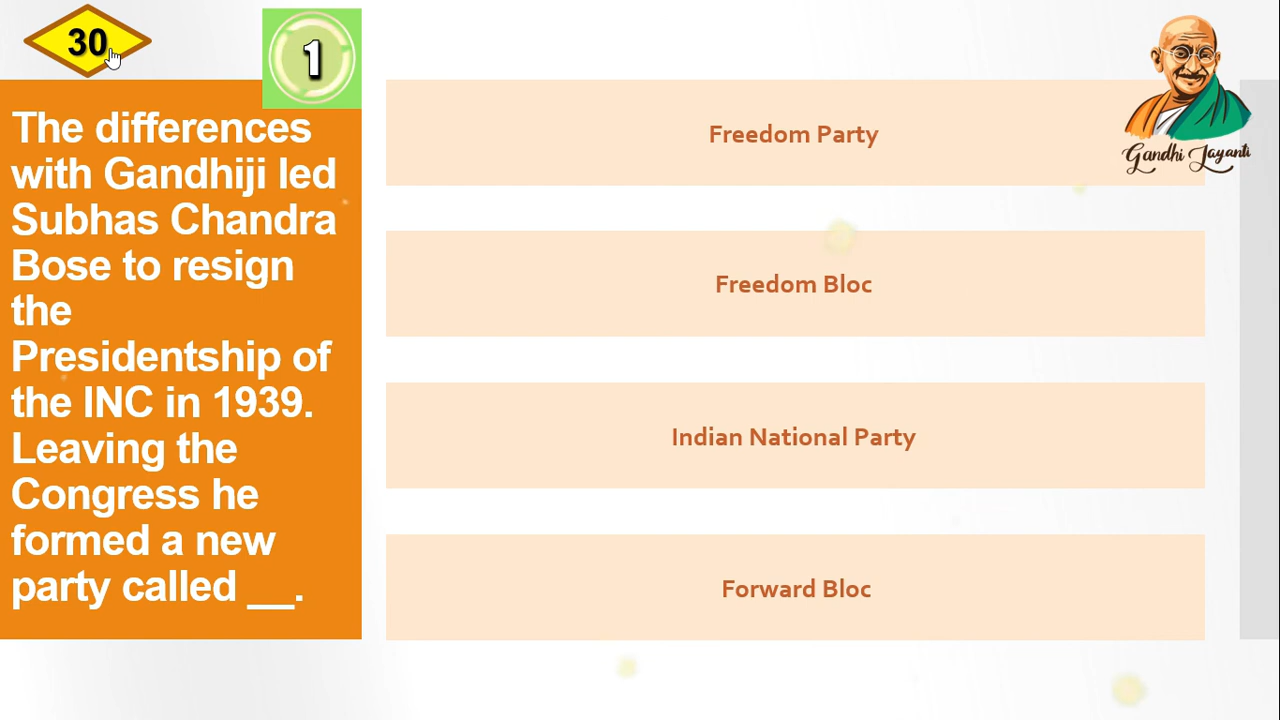 30
1
The differences
with Gandhiji led
Subhas Chandra
Bose to resign
the
Presidentship of
the INC in 1939.
Leaving the
Congress he
formed a new
party called __.
Freedom Party
Freedom Bloc
Indian National Party
Forward Bloc
Gandhi Jayanti